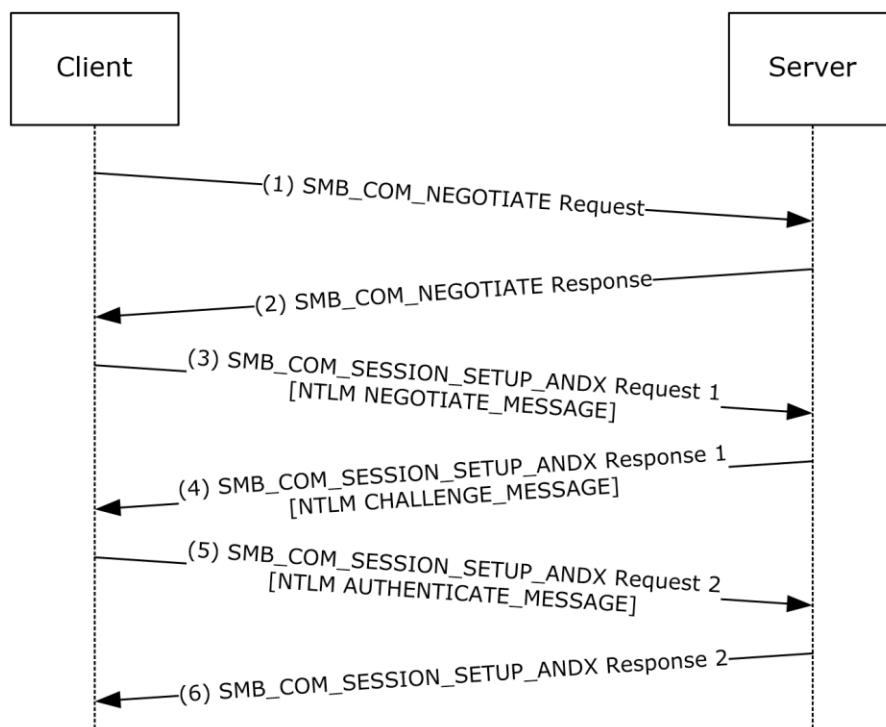 Client
Server
(1) SMB_COM_NEGOTIATE Request
(2) SMB_COM_NEGOTIATE Response
(3) SMB_COM_SESSION_SETUP_ANDX Request 1
[NTLM NEGOTIATE_MESSAGE]
(4) SMB_COM_SESSION_SETUP_ANDX Response 1
[NTLM CHALLENGE_MESSAGE]
(5) SMB_COM_SESSION_SETUP_ANDX Request 2
[NTLM AUTHENTICATE_MESSAGE]
(6) SMB_COM_SESSION_SETUP_ANDX Response 2